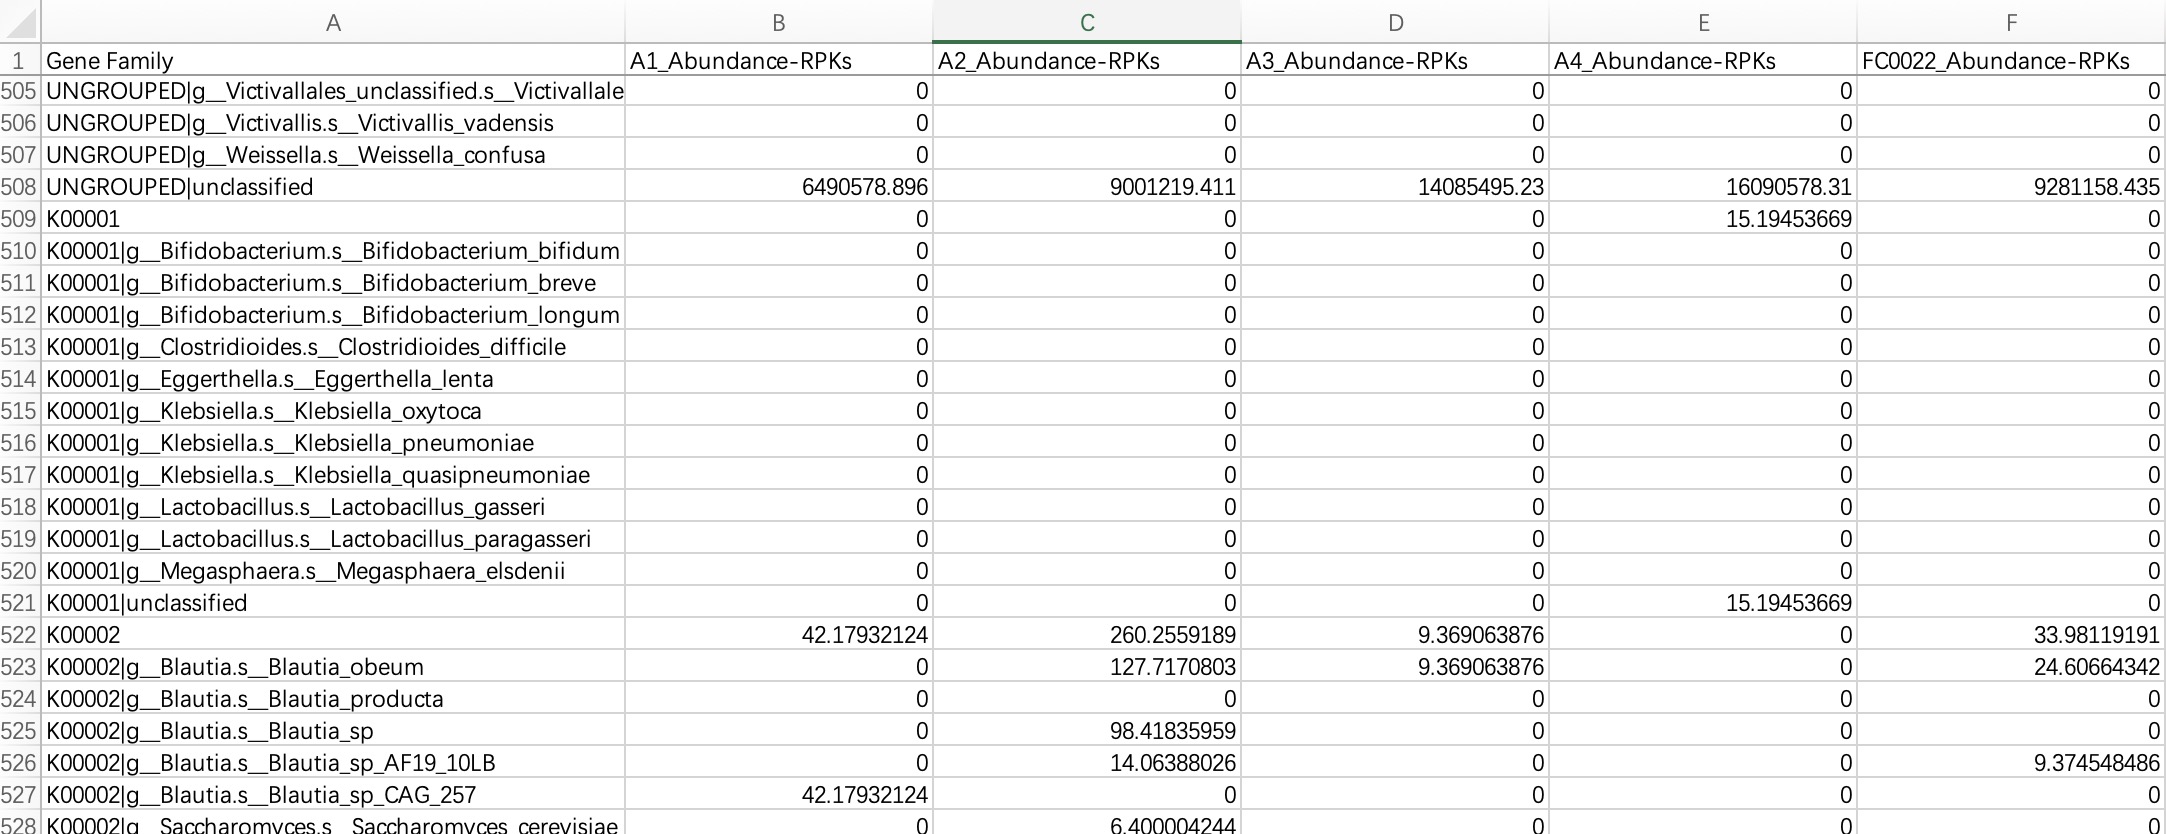 A B C D E F
1 Gene Family A1_Abundance-RPKs A2_Abundance-RPKs A3_Abundance-RPKs A4_Abundance-RPKs FC0022_Abundance-RPKs
505 UNGROUPED|g__Victivallales_unclassified.s__Victivallale 0 0 0 0 0
506 UNGROUPED|g__Victivallis.s__Victivallis_vadensis 0 0 0 0 0
507 UNGROUPED|g__Weissella.s__Weissella_confusa 0 0 0 0 0
508 UNGROUPED|unclassified 6490578.896 9001219.411 14085495.23 16090578.31 9281158.435
509 K00001 0 0 0 15.19453669 0
510 K00001|g__Bifidobacterium.s__Bifidobacterium_bifidum 0 0 0 0 0
511 K00001|g__Bifidobacterium.s__Bifidobacterium_breve 0 0 0 0 0
512 K00001|g__Bifidobacterium.s__Bifidobacterium_longum 0 0 0 0 0
513 K00001|g__Clostridioides.s__Clostridioides_difficile 0 0 0 0 0
514 K00001|g__Eggerthella.s__Eggerthella_lenta 0 0 0 0 0
515 K00001|g__Klebsiella.s__Klebsiella_oxytoca 0 0 0 0 0
516 K00001|g__Klebsiella.s__Klebsiella_pneumoniae 0 0 0 0 0
517 K00001|g__Klebsiella.s__Klebsiella_quasipneumoniae 0 0 0 0 0
518 K00001|g__Lactobacillus.s__Lactobacillus_gasseri 0 0 0 0 0
519 K00001|g__Lactobacillus.s__Lactobacillus_paragasseri 0 0 0 0 0
520 K00001|g__Megasphaera.s__Megasphaera_elsdenii 0 0 0 0 0
521 K00001|unclassified 0 0 0 15.19453669 0
522 K00002 42.17932124 260.2559189 9.369063876 0 33.98119191
523 K00002|g__Blautia.s__Blautia_obeum 0 127.7170803 9.369063876 0 24.60664342
524 K00002|g__Blautia.s__Blautia_producta 0 0 0 0 0
525 K00002|g__Blautia.s__Blautia_sp 0 98.41835959 0 0 0
526 K00002|g__Blautia.s__Blautia_sp_AF19_10LB 0 14.06388026 0 0 9.374548486
527 K00002|g__Blautia.s__Blautia_sp_CAG_257 42.17932124 0 0 0 0
528 K00002|g__Saccharomyces.s__Saccharomyces_cerevisiae 0 6.400004244 0 0 0